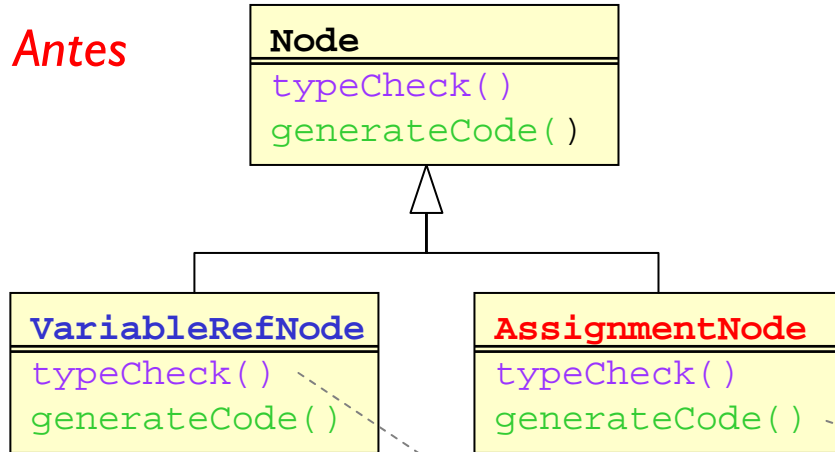 Antes
Node
typeCheck()
generateCode()
VariableRefNode
typeCheck()
generateCode()
AssignmentNode
typeCheck()
generateCode()